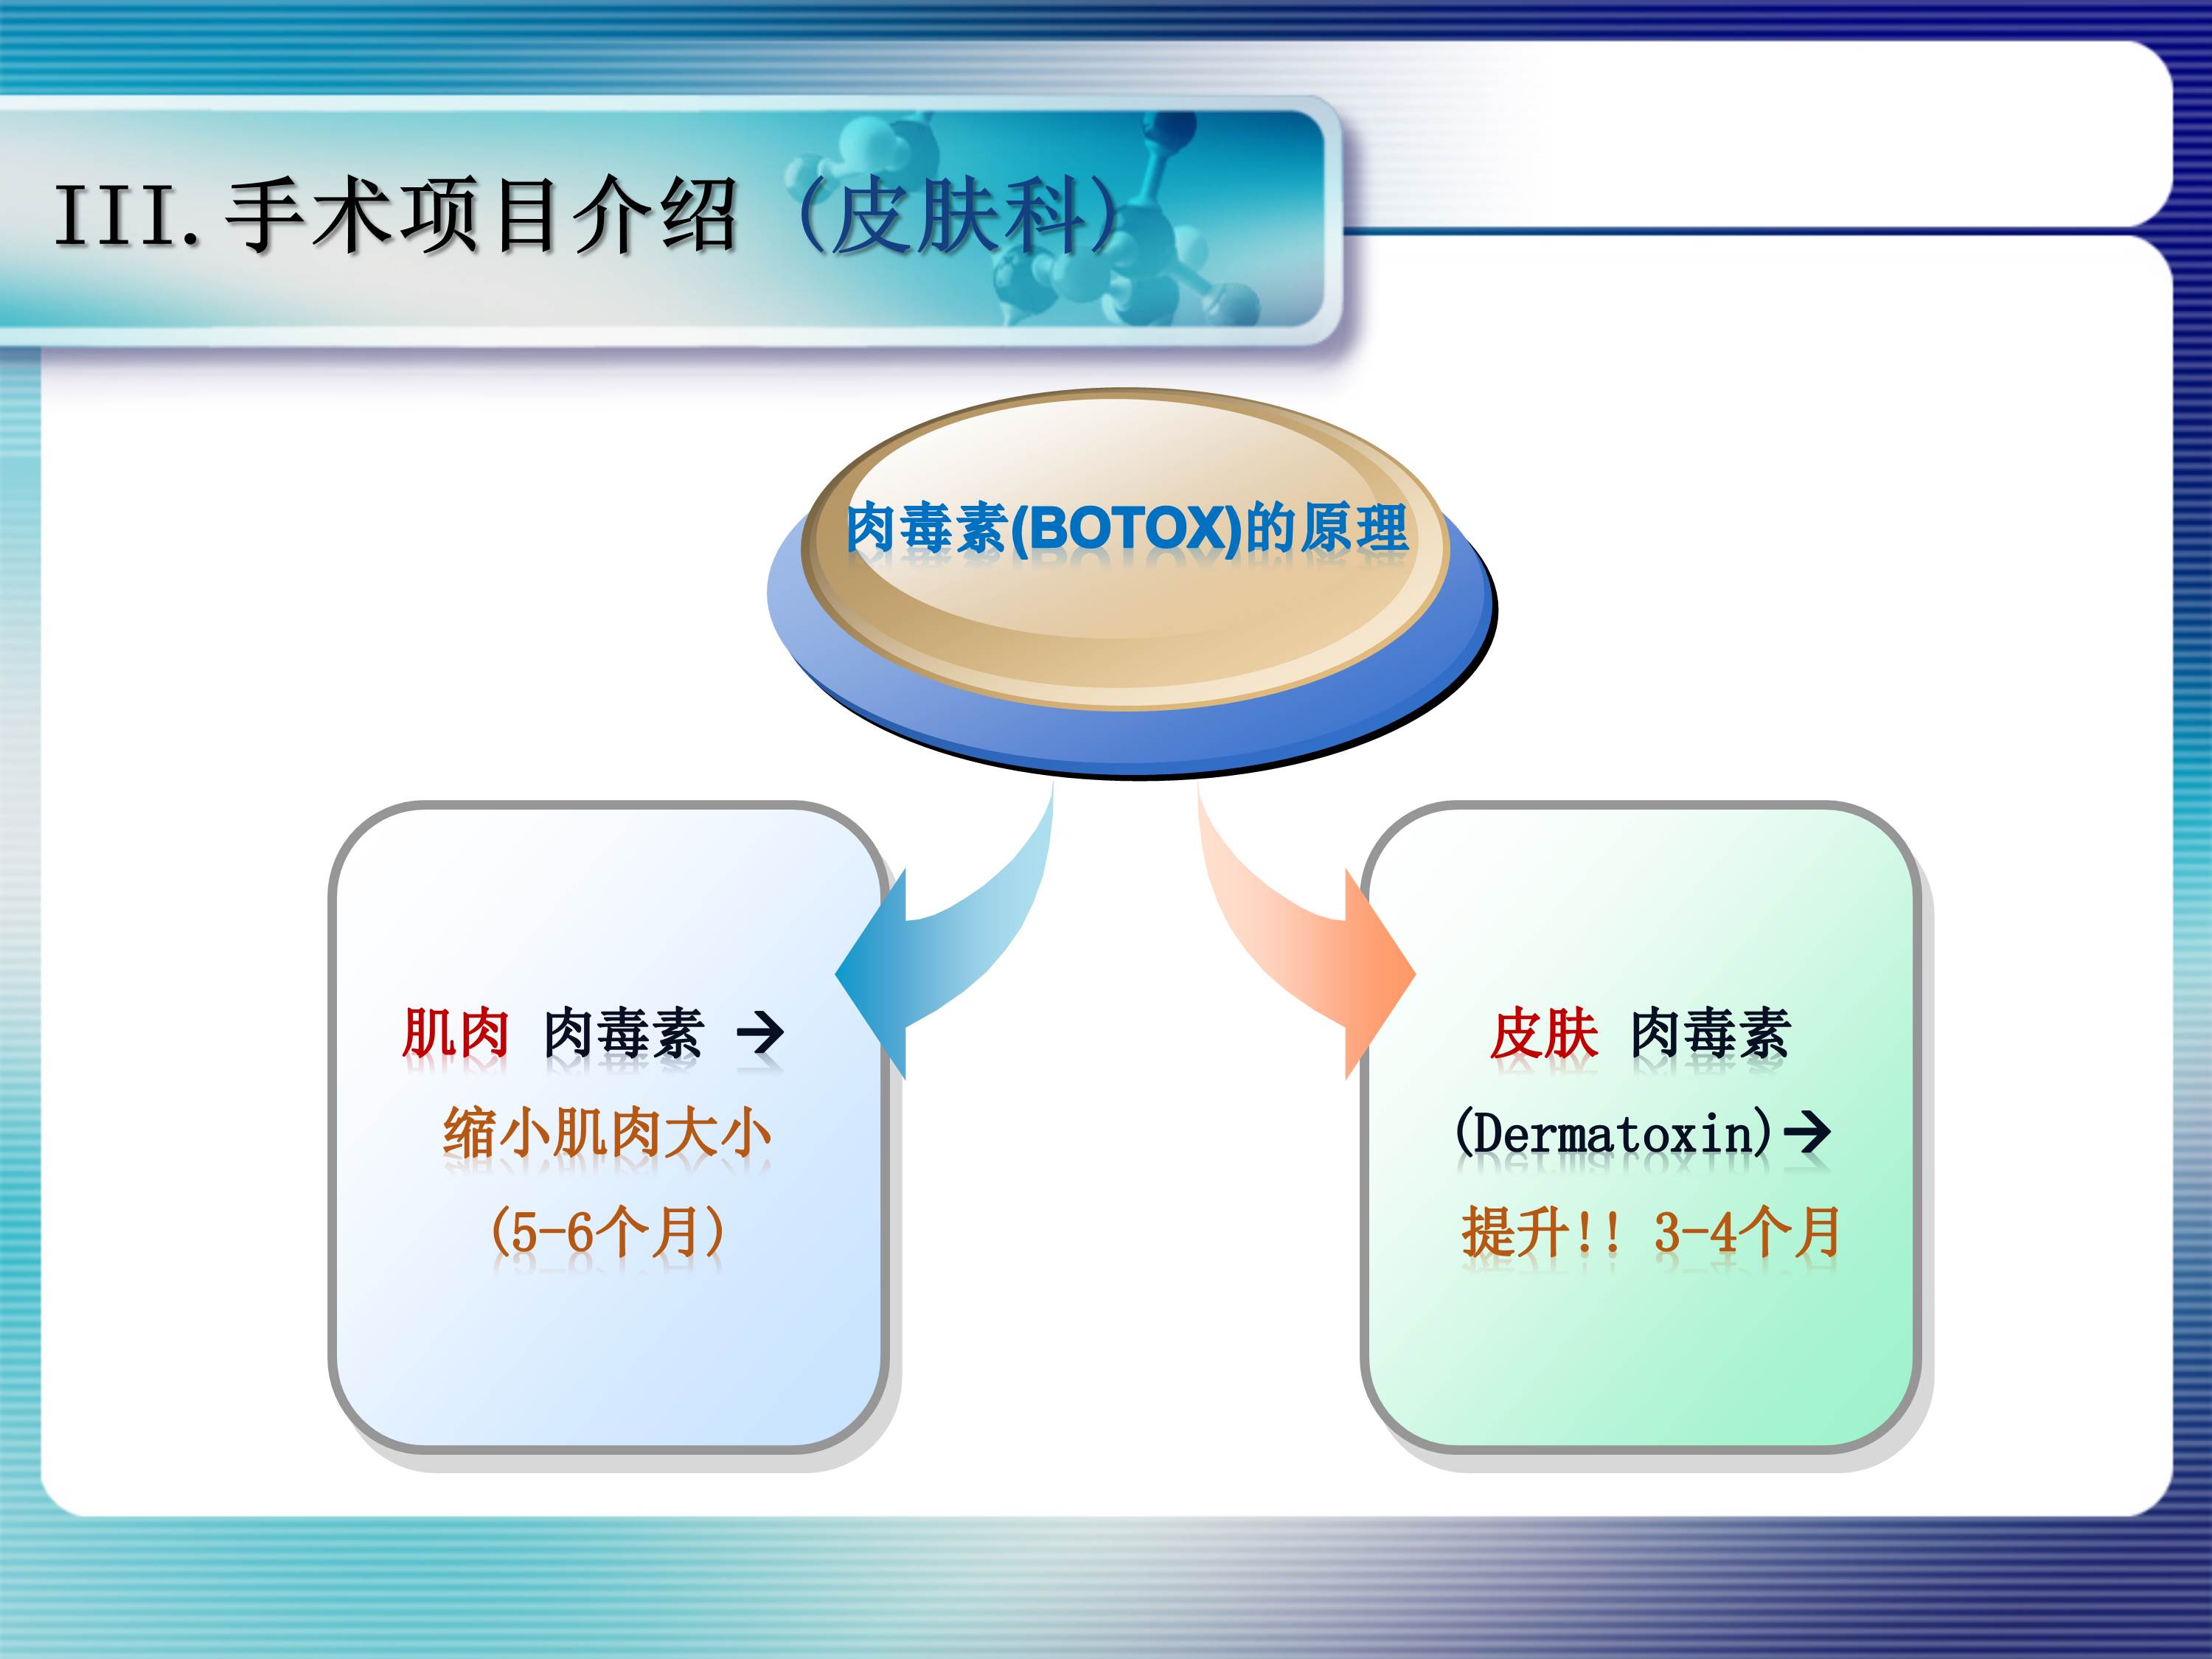 III.手术项目介绍（皮肤科）
肉毒素(BOTOX)的原理
肌肉 肉毒素 →
缩小肌肉大小
(5-6个月)
皮肤 肉毒素
(Dermatoxin)→
提升!! 3-4个月